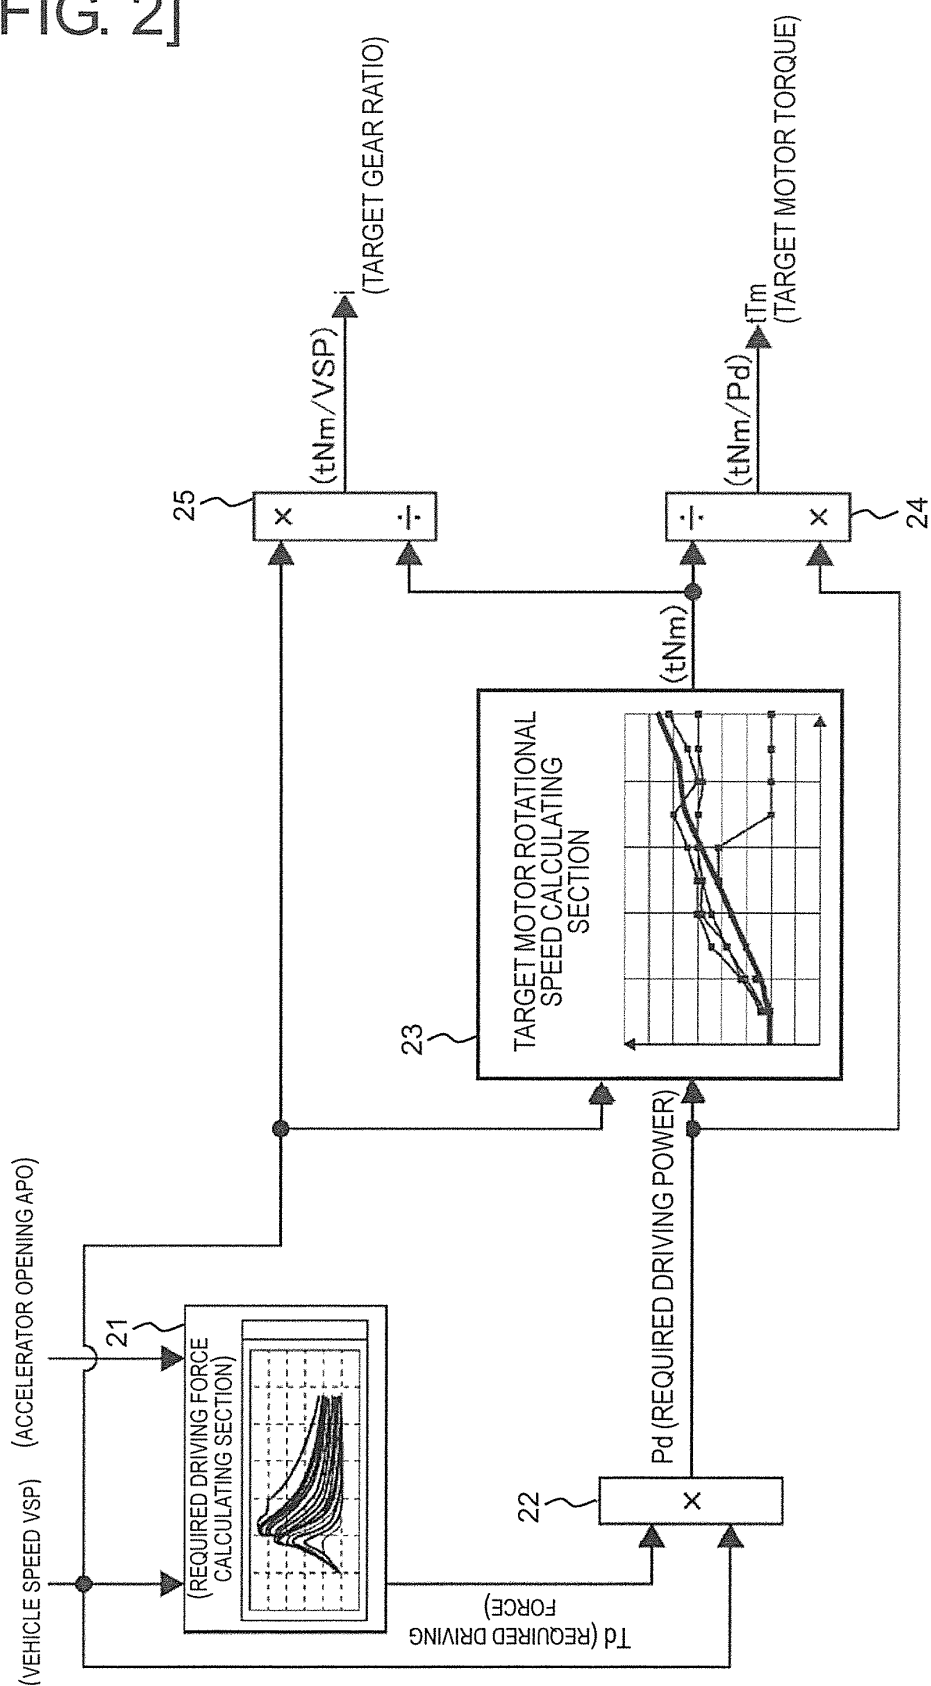 FIG. 2]
(VEHICLE SPEED VSP)
(ACCELERATOR OPENING APO)
21
(REQUIRED DRIVING FORCE
CALCULATING SECTION)
Td (REQUIRED DRIVING
FORCE)
22
×
Pd (REQUIRED DRIVING POWER)
23
TARGET MOTOR ROTATIONAL
SPEED CALCULATING
SECTION
(tNm)
25
×
÷
(tNm/VSP)
i
(TARGET GEAR RATIO)
÷
×
24
(tNm/Pd)
tTm
(TARGET MOTOR TORQUE)